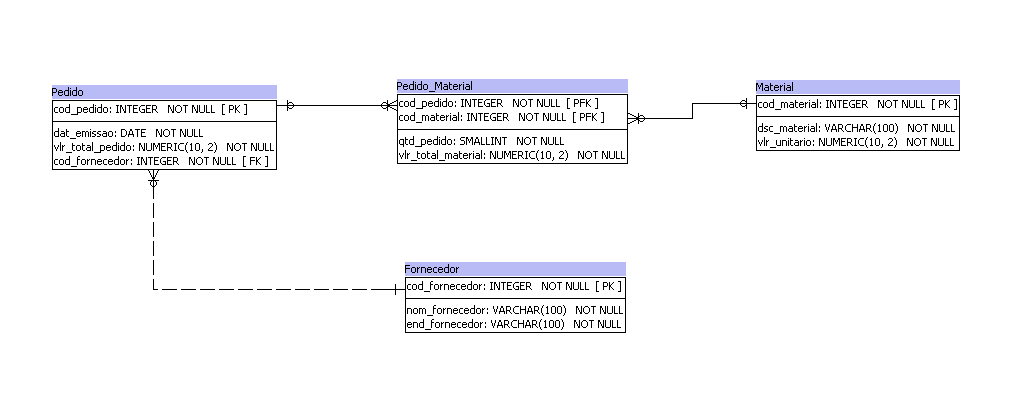 Pedido
cod_pedido: INTEGER NOT NULL [ PK ]
dat_emissao: DATE NOT NULL
vlr_total_pedido: NUMERIC(10, 2) NOT NULL
cod_fornecedor: INTEGER NOT NULL [ FK ]
Pedido_Material
cod_pedido: INTEGER NOT NULL [ PFK ]
cod_material: INTEGER NOT NULL [ PFK ]
qtd_pedido: SMALLINT NOT NULL
vlr_total_material: NUMERIC(10, 2) NOT NULL
Material
cod_material: INTEGER NOT NULL [ PK ]
dsc_material: VARCHAR(100) NOT NULL
vlr_unitario: NUMERIC(10, 2) NOT NULL
Fornecedor
cod_fornecedor: INTEGER NOT NULL [ PK ]
nom_fornecedor: VARCHAR(100) NOT NULL
end_fornecedor: VARCHAR(100) NOT NULL